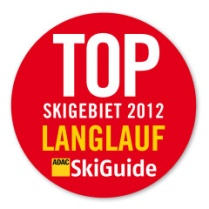 TOP
SKIGEBIET 2012
LANGLAUF
ADAC SkiGuide